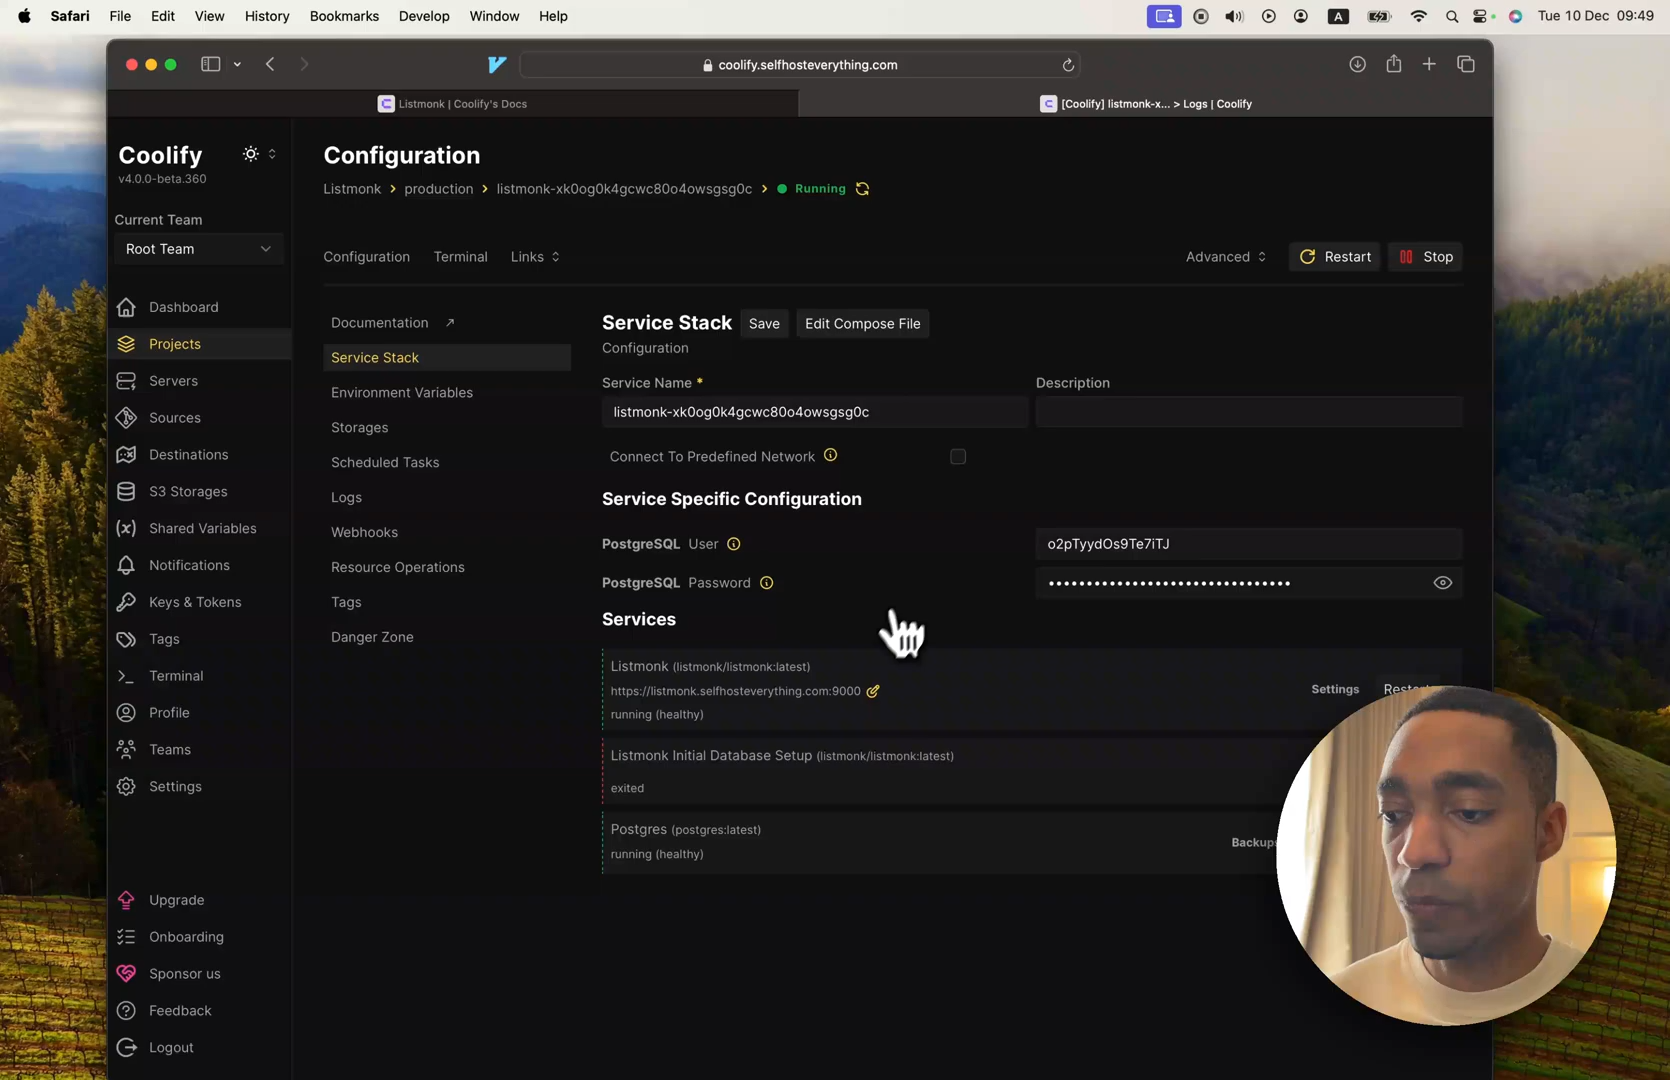 Safari File Edit View History Bookmarks Develop Window Help
A
Tue 10 Dec 09:49
coolify.selfhosteverything.com
Listmonk | Coolify's Docs
[Coolify] listmonk-x... > Logs | Coolify
Coolify
v4.0.0-beta.360
Current Team
Root Team
Dashboard
Projects
Servers
Sources
Destinations
S3 Storages
Shared Variables
Notifications
Keys & Tokens
Tags
Terminal
Profile
Teams
Settings
Upgrade
Onboarding
Sponsor us
Feedback
Logout
Configuration
Listmonk > production > listmonk-xk0og0k4gcwc80o4owsgsg0c > Running
Configuration Terminal Links
Advanced Restart Stop
Documentation
Service Stack
Environment Variables
Storages
Scheduled Tasks
Logs
Webhooks
Resource Operations
Tags
Danger Zone
Service Stack Save Edit Compose File
Configuration
Service Name * Description
listmonk-xk0og0k4gcwc80o4owsgsg0c
Connect To Predefined Network
Service Specific Configuration
PostgreSQL User o2pTyydOs9Te7iTJ
PostgreSQL Password
Services
Listmonk (listmonk/listmonk:latest)
https://listmonk.selfhosteverything.com:9000
Settings
running (healthy)
Listmonk Initial Database Setup (listmonk/listmonk:latest)
exited
Postgres (postgres:latest)
running (healthy)